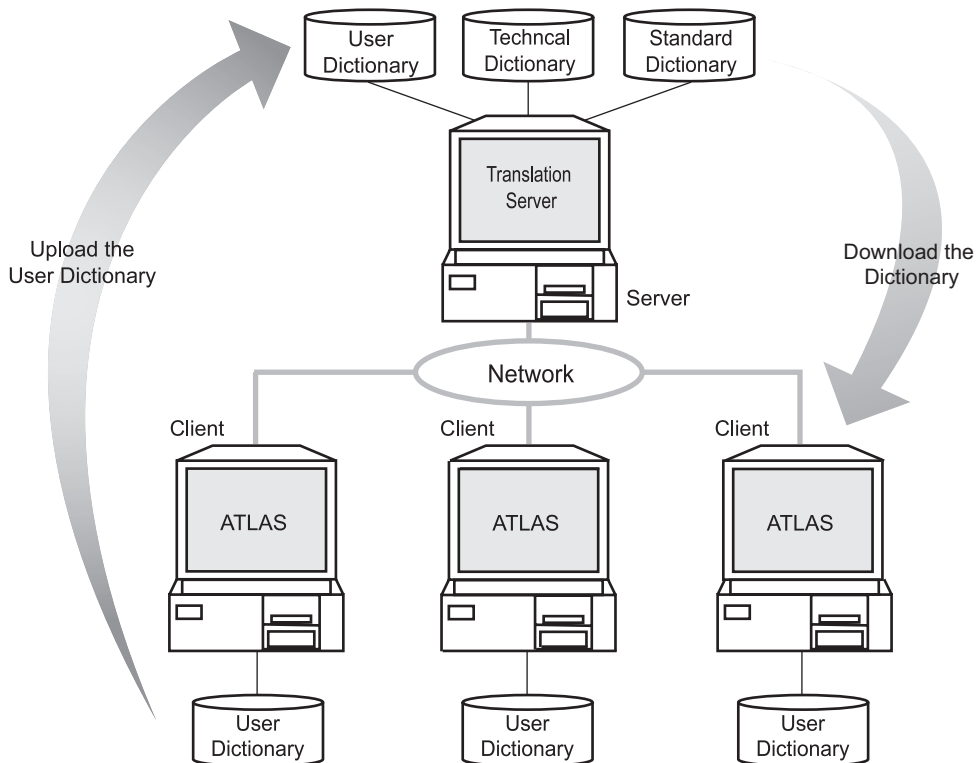 User
Dictionary
Techncal
Dictionary
Standard
Dictionary
Translation
Server
Upload the
User Dictionary
Download the
Dictionary
Server
Network
Client
Client
Client
ATLAS
ATLAS
ATLAS
User
Dictionary
User
Dictionary
User
Dictionary